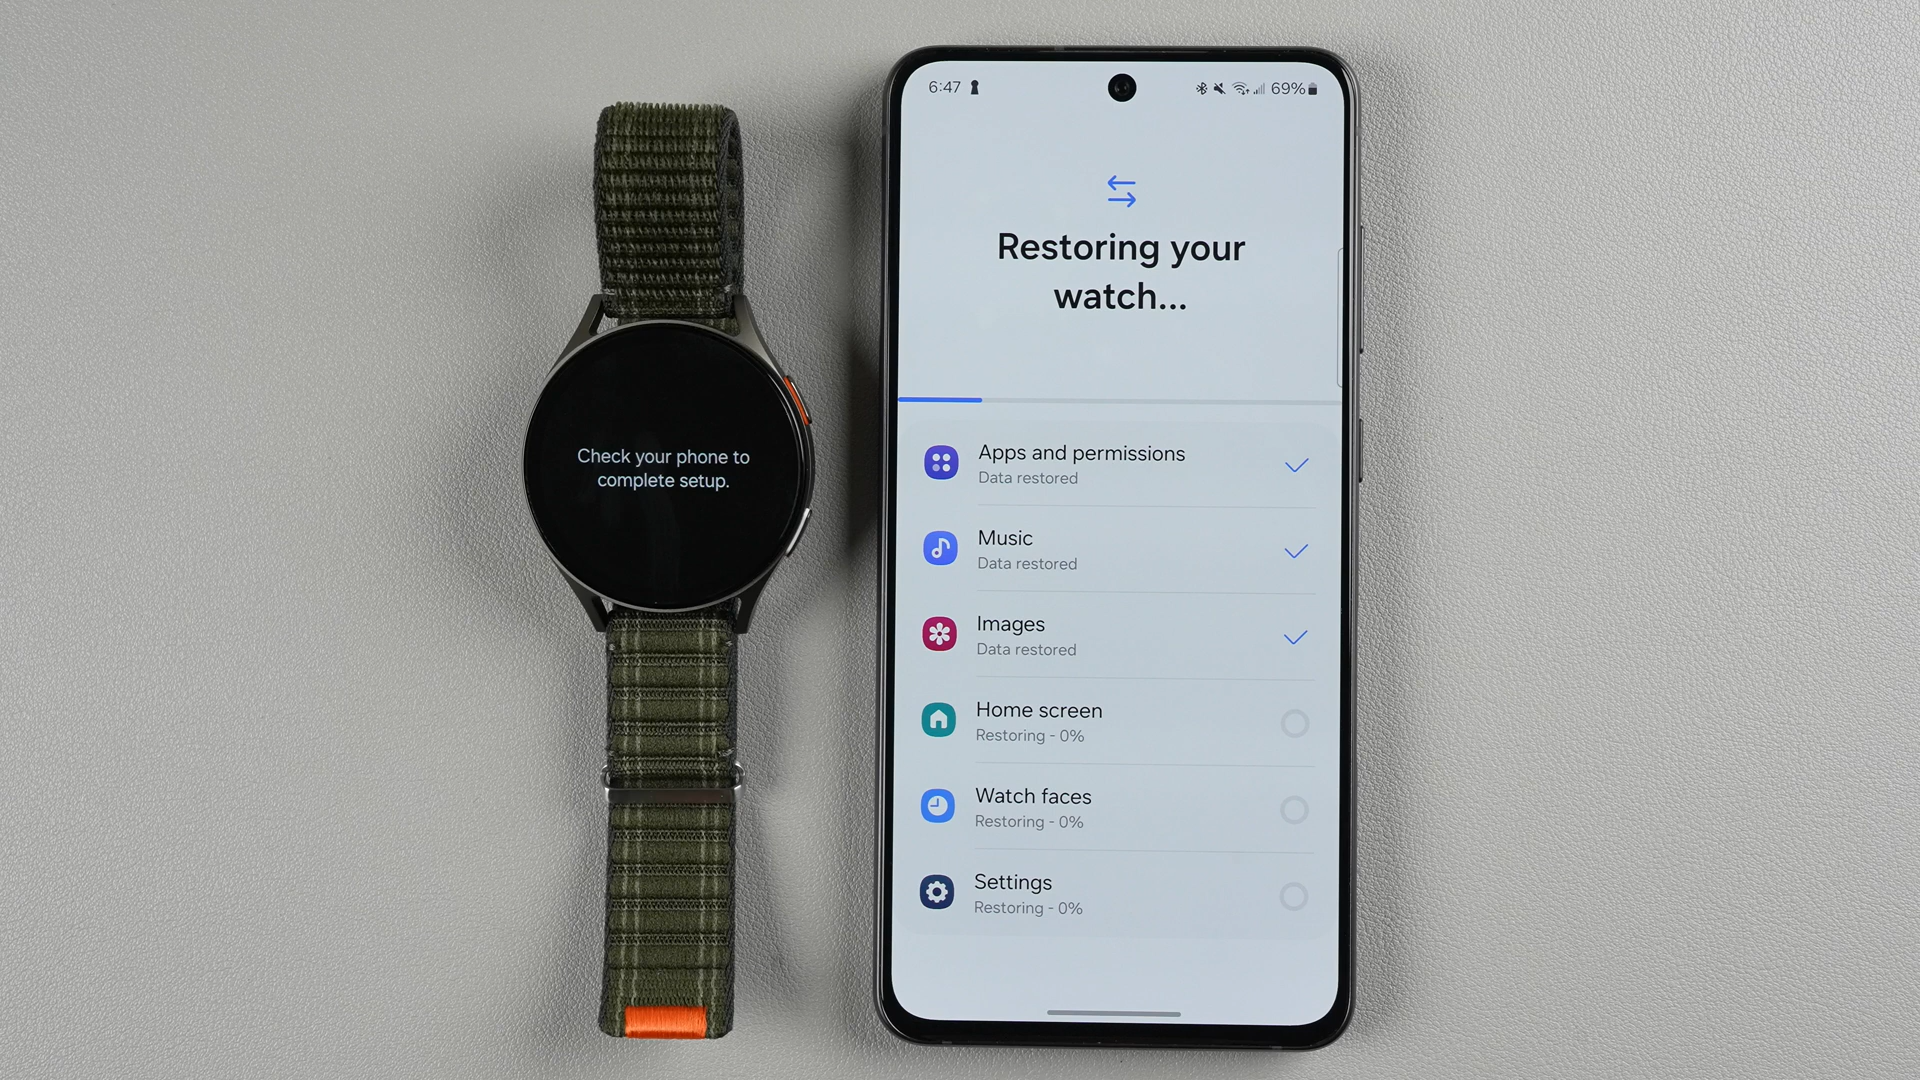 Check your phone to
complete setup.
6:47
69%
Restoring your
watch...
Apps and permissions
Data restored
Music
Data restored
Images
Data restored
Home screen
Restoring - 0%
Watch faces
Restoring - 0%
Settings
Restoring - 0%